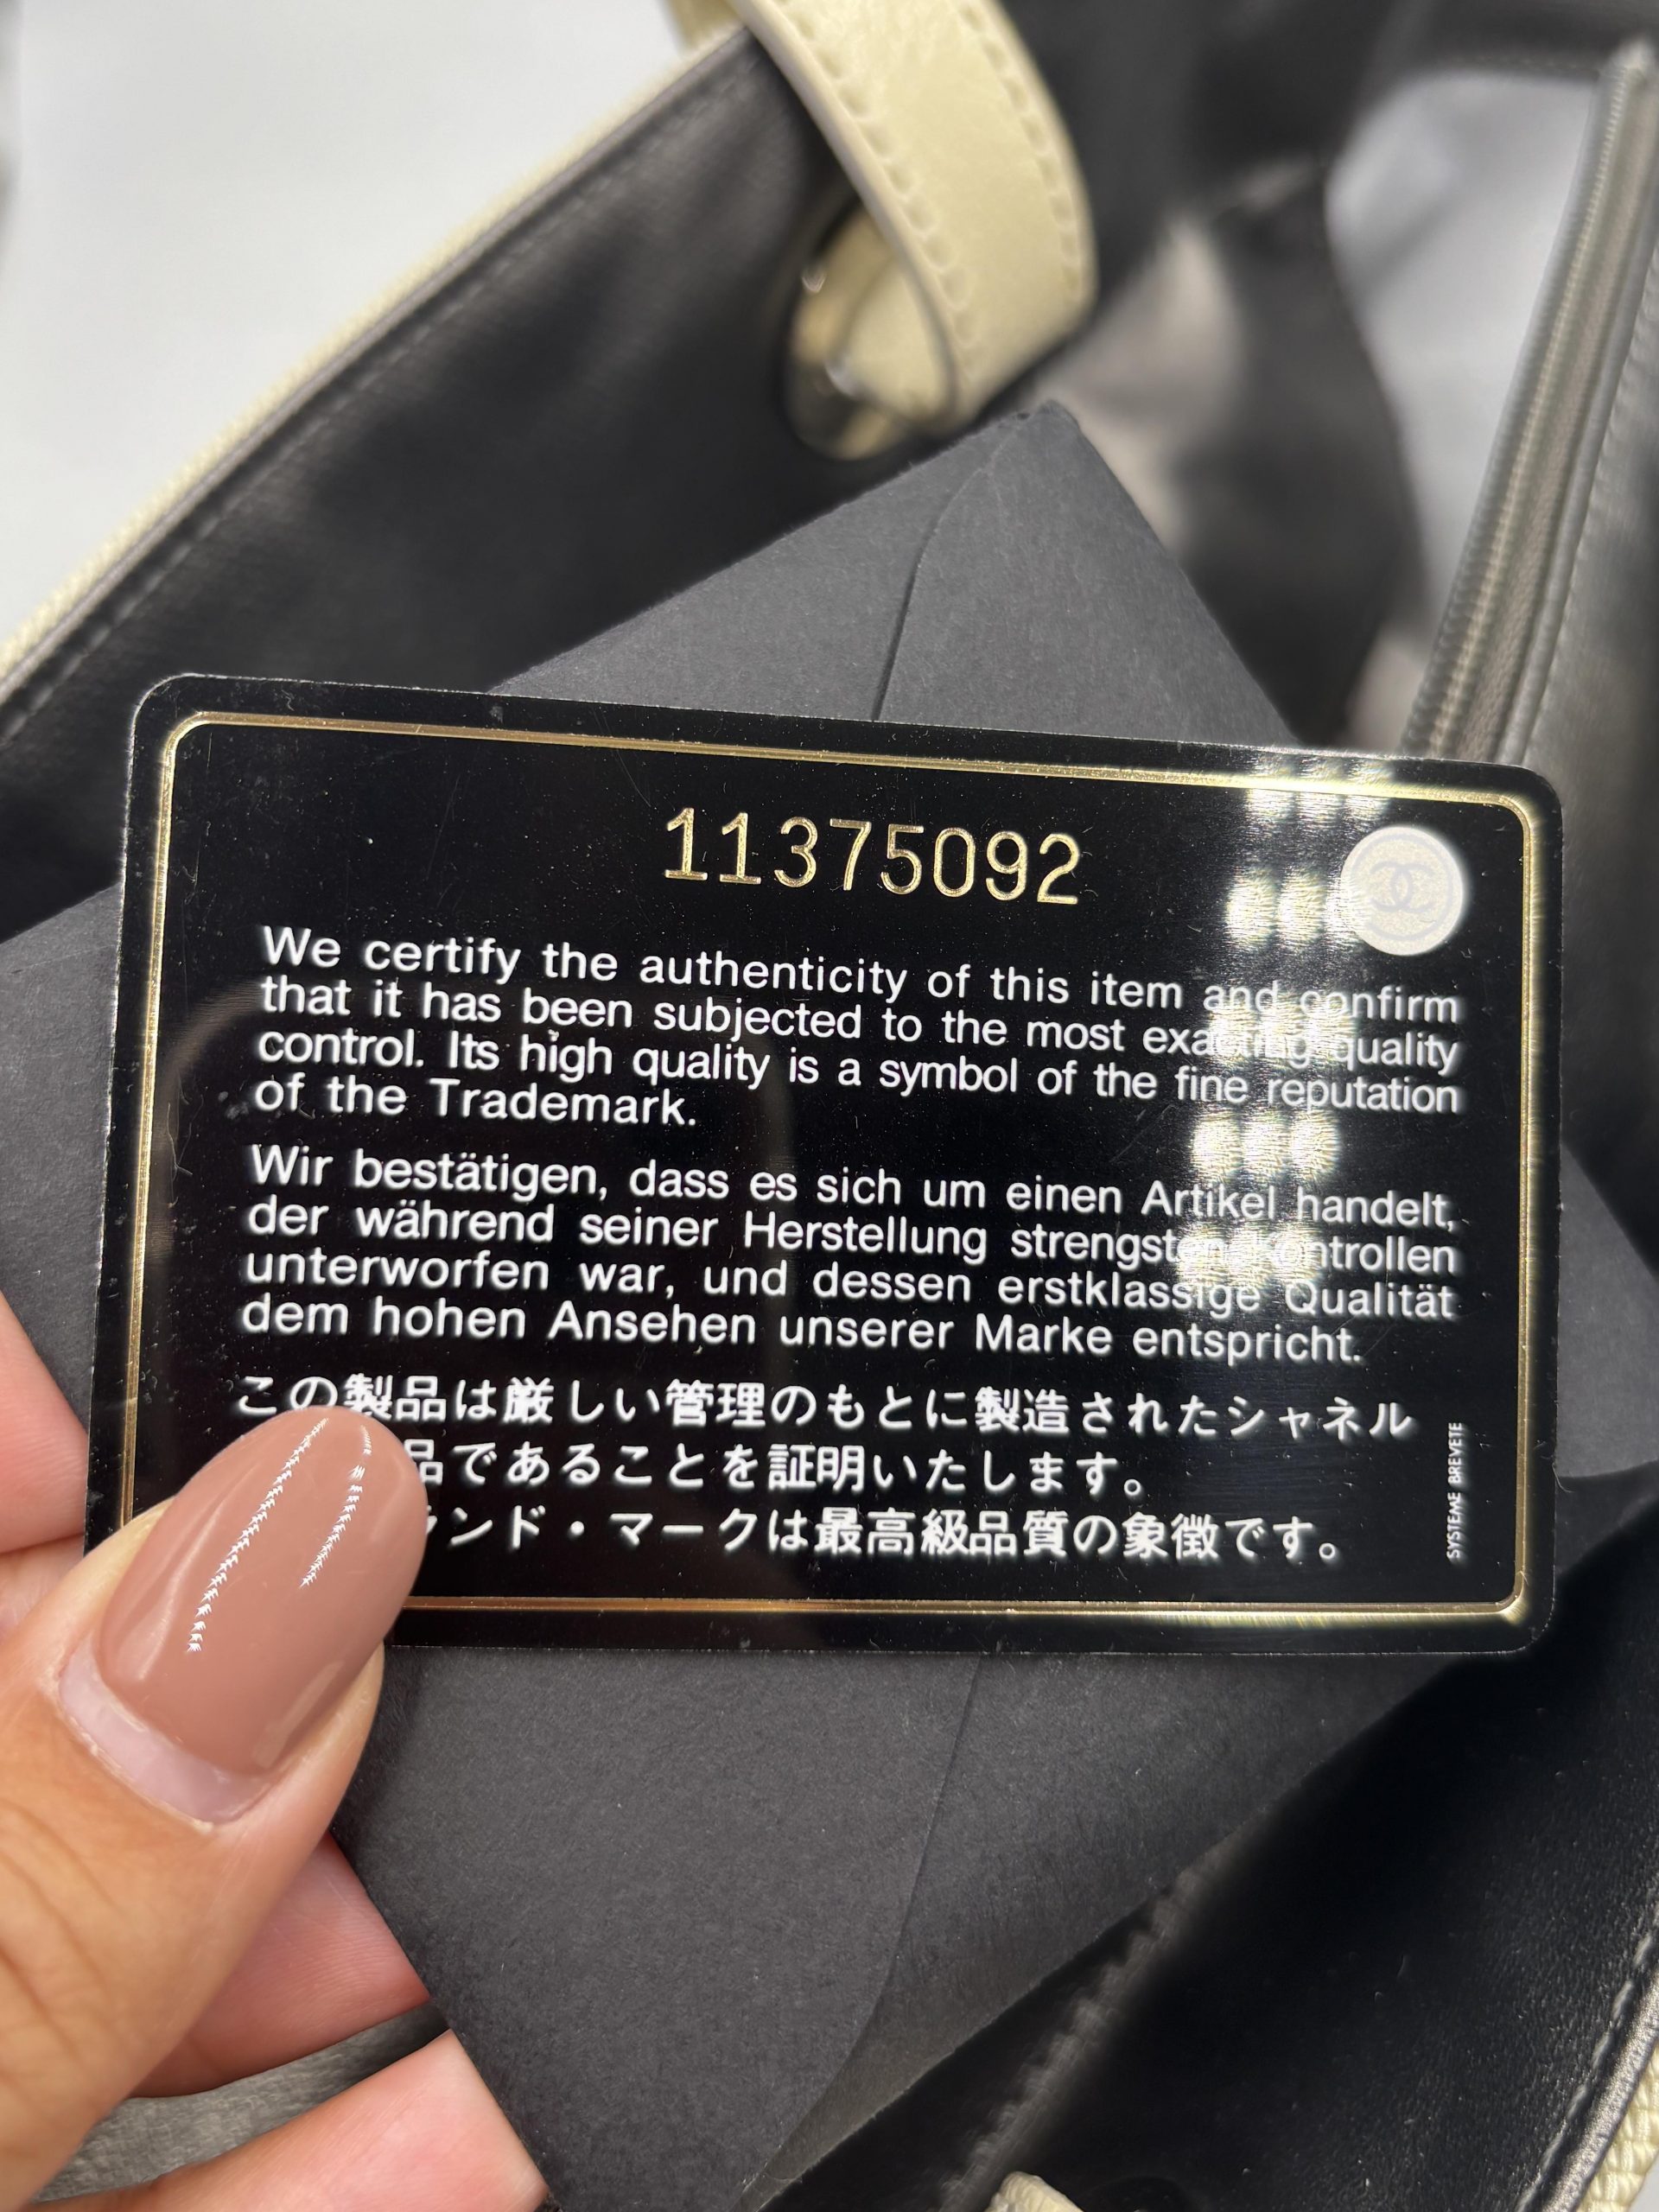 11375092
We certify the authenticity of this item and confirm
that it has been subjected to the most exacting quality
control. Its high quality is a symbol of the fine reputation
of the Trademark.
Wir bestätigen, dass es sich um einen Artikel handelt,
der während seiner Herstellung strengsten Kontrollen
unterworfen war, und dessen erstklassige Qualität
dem hohen Ansehen unserer Marke entspricht.
この製品は厳しい管理のもとに製造されたシャネル
品であることを証明いたします。
ランド・マークは最高級品質の象徴です。
SYSTEME BREVETE